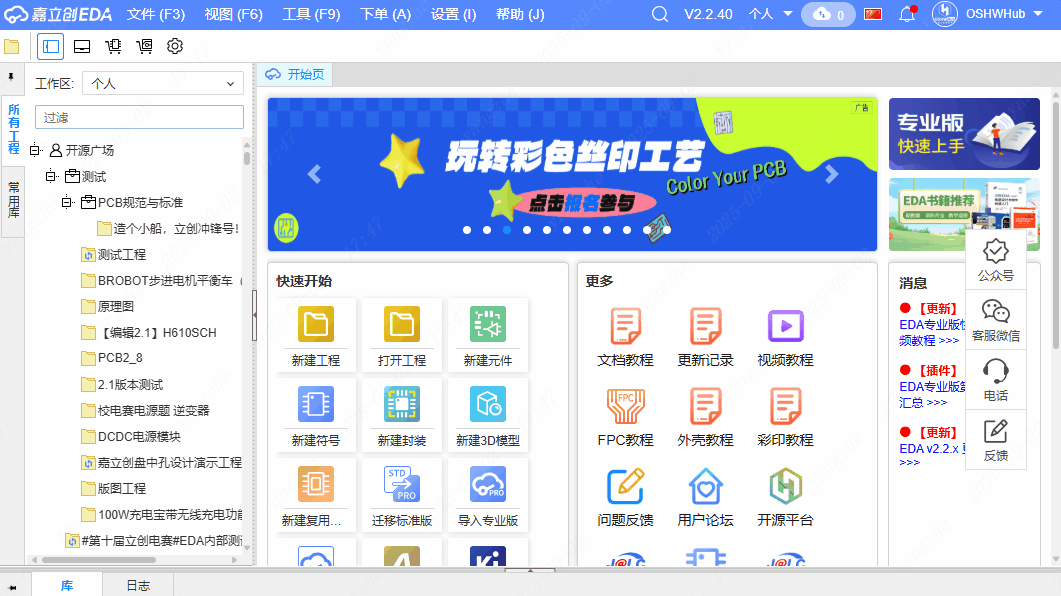 嘉立创EDA 文件 (F3) 视图 (F6) 工具 (F9) 下单 (A) 设置 (I) 帮助 (J) V2.2.40 个人 0 OSHWHub
工作区: 个人
开始页
所有工程
常用库
过滤
开源广场
测试
PCB规范与标准
造个小船，立创冲锋号!
测试工程
BROBOT步进电机平衡车（
原理图
【编辑2.1】H610SCH
PCB2_8
2.1版本测试
校电赛电源题 逆变器
DCDC电源模块
嘉立创盘中孔设计演示工程
版图工程
100W充电宝带无线充电功能
#第十届立创电赛#EDA内部测试
广告
玩转彩色丝印工艺
Color Your PCB
点击报名参与
专业版
快速上手
EDA书籍推荐
快速开始
新建工程 打开工程 新建元件
新建符号 新建封装 新建3D模型
STD
PRO
PRO
新建复用... 迁移标准版 导入专业版
更多
文档教程 更新记录 视频教程
FPC
FPC教程 外壳教程 彩印教程
问题反馈 用户论坛 开源平台
消息
【更新】
EDA专业版快
频教程 >>>
【插件】
EDA专业版
汇总 >>>
【更新】
EDA v2.2.x
>>>
公众号
客服微信
电话
反馈
库 日志